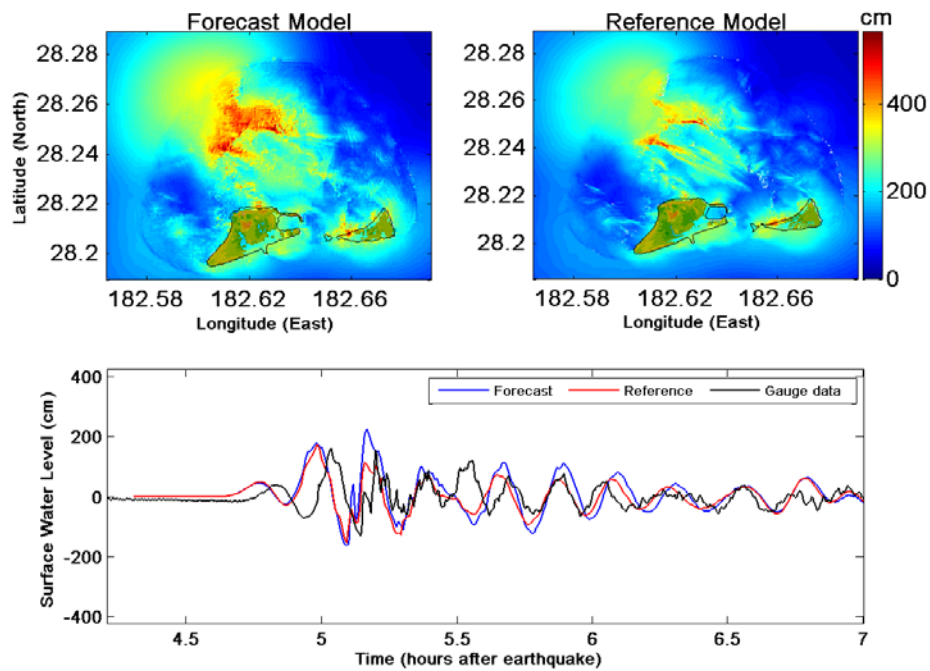 Forecast Model
Reference Model
cm
28.28
28.26
28.24
28.22
28.2
Latitude (North)
182.58
182.62
182.66
Longitude (East)
28.28
28.26
28.24
28.22
28.2
182.58
182.62
182.66
Longitude (East)
400
200
0
400
200
0
-200
-400
Surface Water Level (cm)
Forecast
Reference
Gauge data
4.5
5
5.5
6
6.5
7
Time (hours after earthquake)